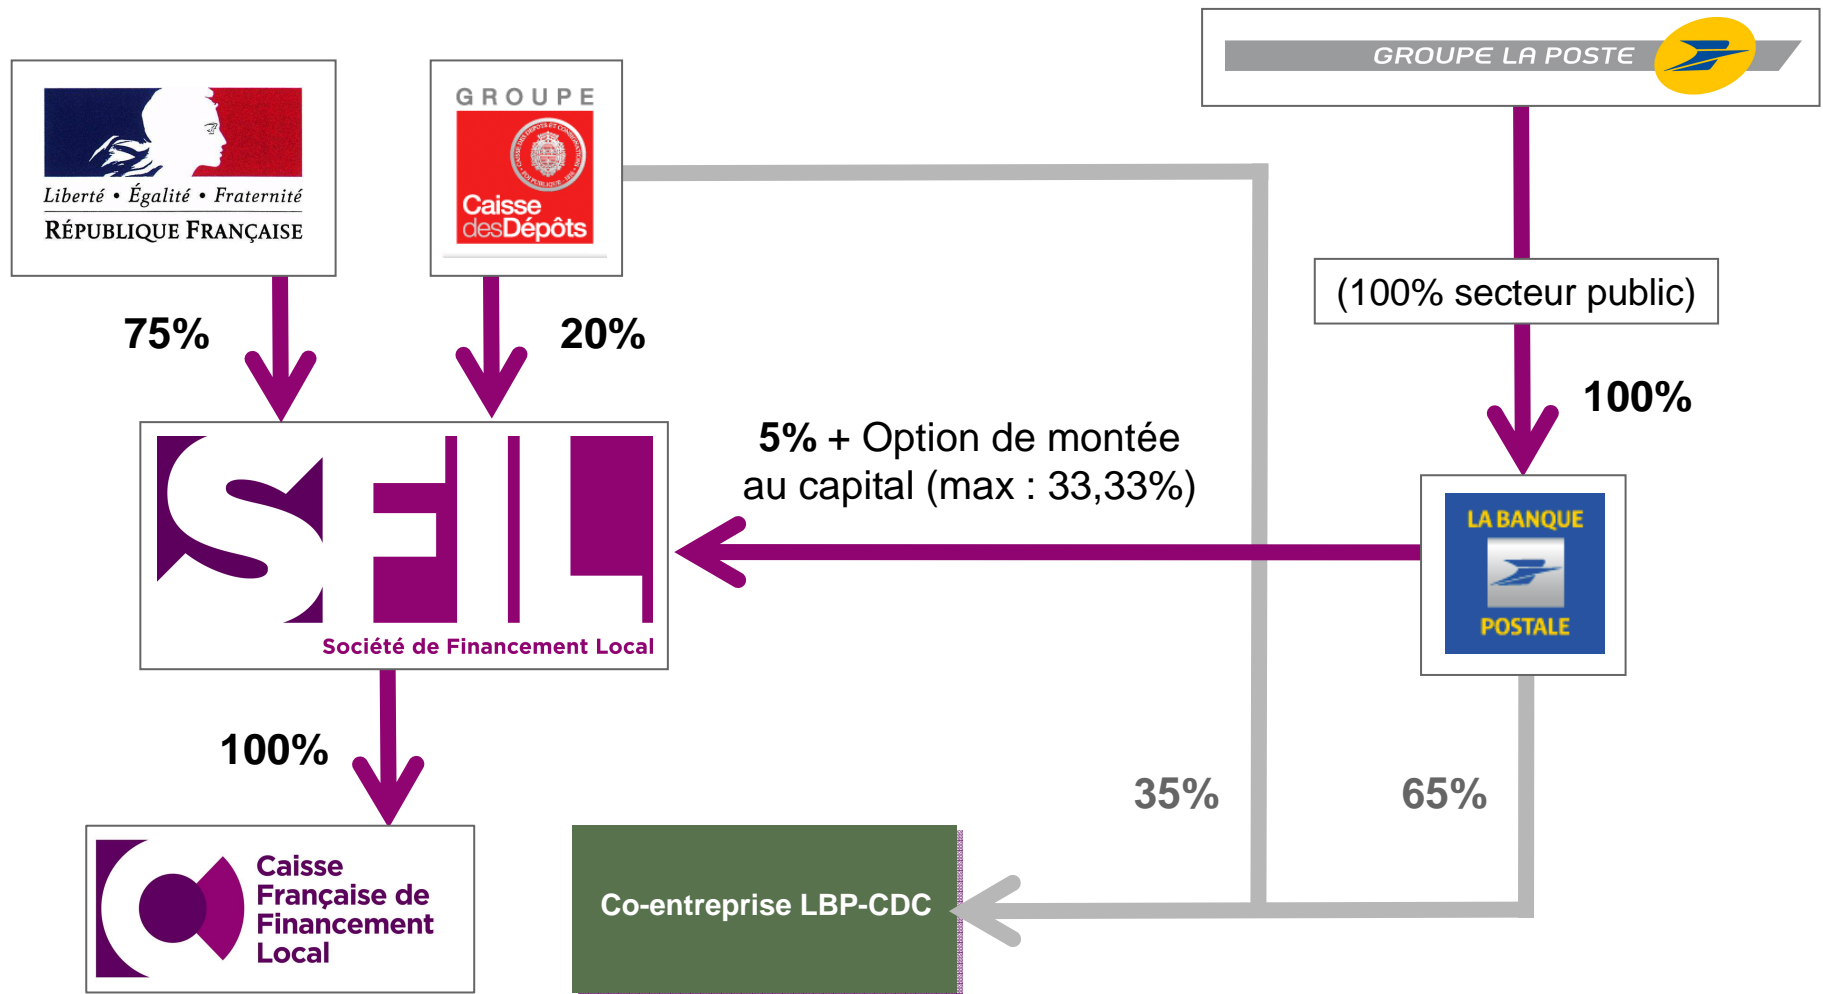 GROUPE LA POSTE
Liberté • Égalité • Fraternité
RÉPUBLIQUE FRANÇAISE
GROUPE
Caisse
desDépôts
(100% secteur public)
75%
20%
100%
5% + Option de montée
au capital (max : 33,33%)
SFIL
Société de Financement Local
LA BANQUE
POSTALE
100%
35%
65%
Caisse
Française de
Financement
Local
Co-entreprise LBP-CDC